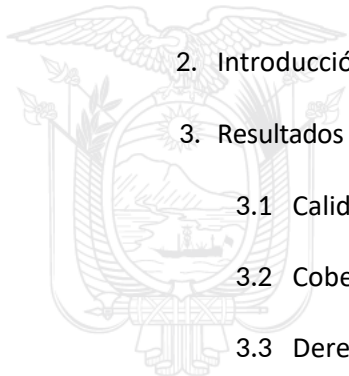 2. Introducció
3. Resultados
3.1 Calid
3.2 Cobe
3.3 Dere